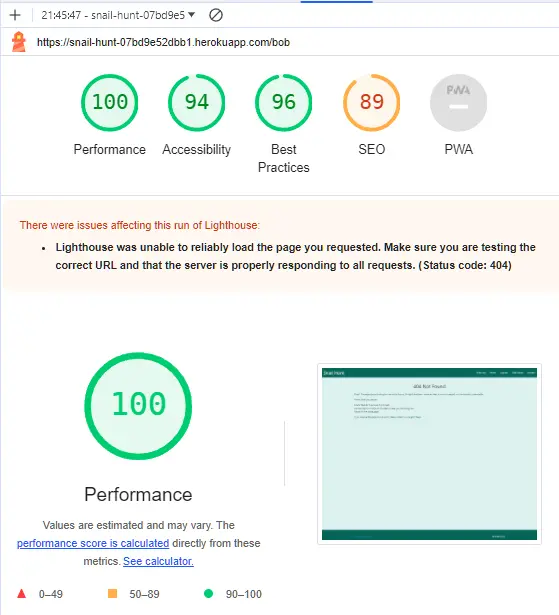 21:45:47 - snail-hunt-07bd9e5
https://snail-hunt-07bd9e52dbb1.herokuapp.com/bob
100 94 96 89 PWA
Performance Accessibility Best Practices SEO PWA
There were issues affecting this run of Lighthouse:
Lighthouse was unable to reliably load the page you requested. Make sure you are testing the
correct URL and that the server is properly responding to all requests. (Status code: 404)
100
Snail Hunt
404 Not Found
Performance
Values are estimated and may vary. The
performance score is calculated directly from these
metrics. See calculator.
0–49 50–89 90–100